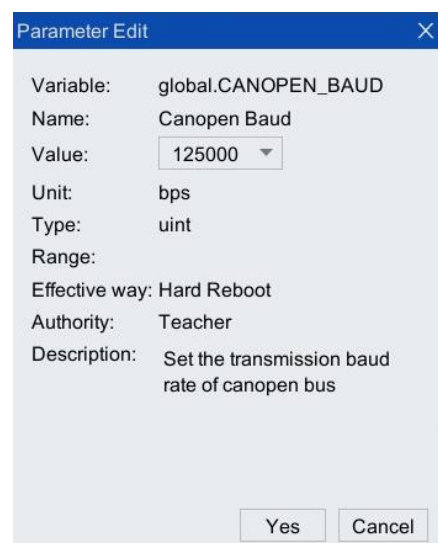 Parameter Edit
Variable: global.CANOPEN_BAUD
Name: Canopen Baud
Value: 125000
Unit: bps
Type: uint
Range:
Effective way: Hard Reboot
Authority: Teacher
Description: Set the transmission baud
rate of canopen bus
Yes Cancel